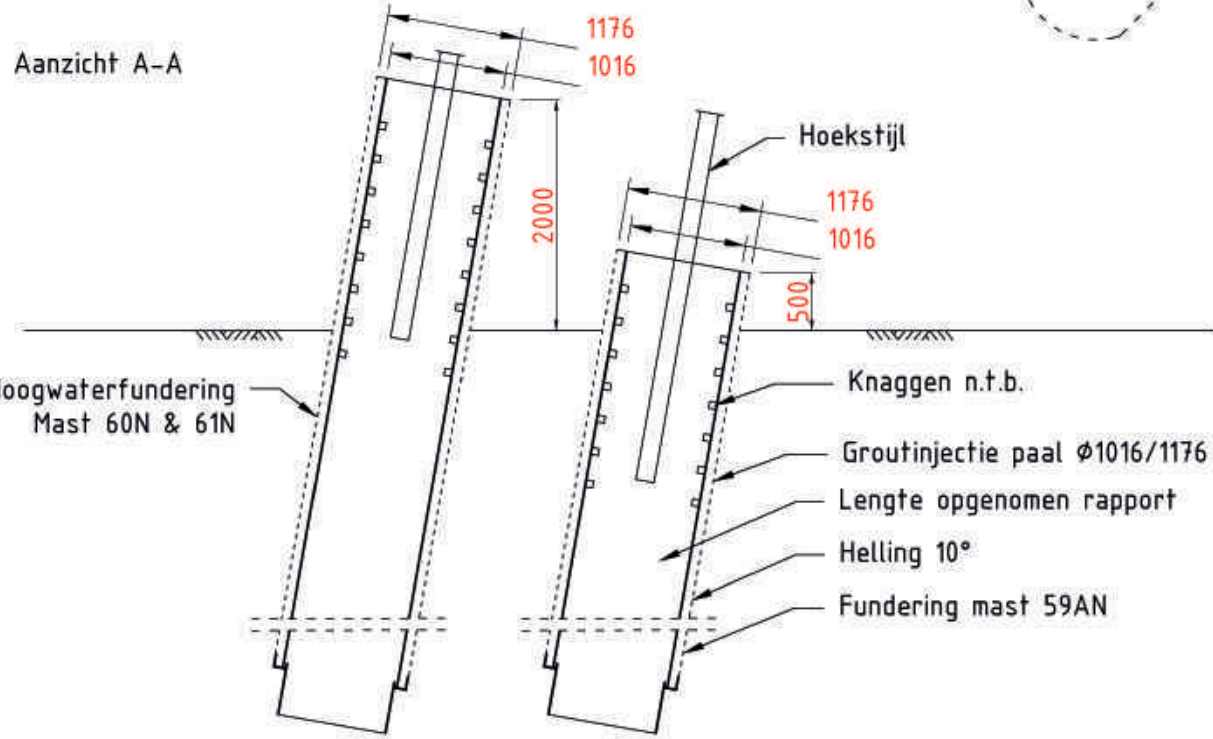 Aanzicht A-A
1176
1016
2000
Hoekstijl
1176
1016
500
Mast 60N & 61N
Knaggen n.t.b.
Groutinjectie paal Ø1016/1176
Lengte opgenomen rapport
Helling 10°
Fundering mast 59AN